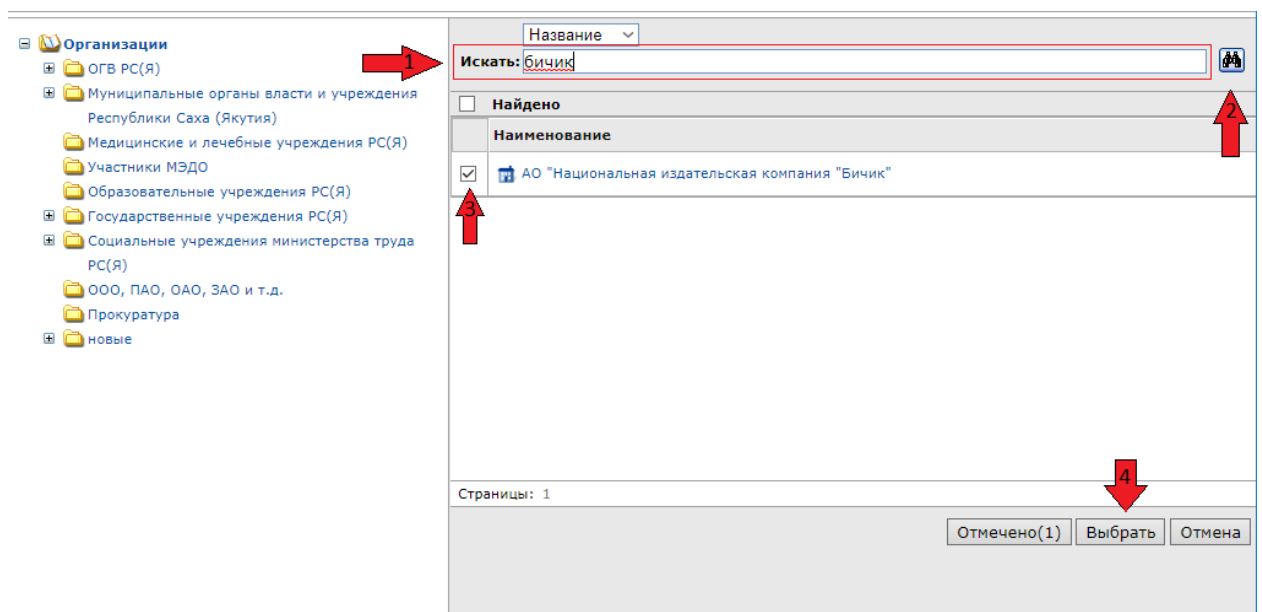 Организации
ОГВ РС(Я)
Муниципальные органы власти и учреждения
Республики Саха (Якутия)
Медицинские и лечебные учреждения РС(Я)
Участники МЭДО
Образовательные учреждения РС(Я)
Государственные учреждения РС(Я)
Социальные учреждения министерства труда
РС(Я)
ООО, ПАО, ОАО, ЗАО и т.д.
Прокуратура
новые
Название
1
Искать: бичик
2
Найдено
Наименование
АО "Национальная издательская компания "Бичик"
3
Страницы: 1
4
Отмечено(1) Выбрать Отмена